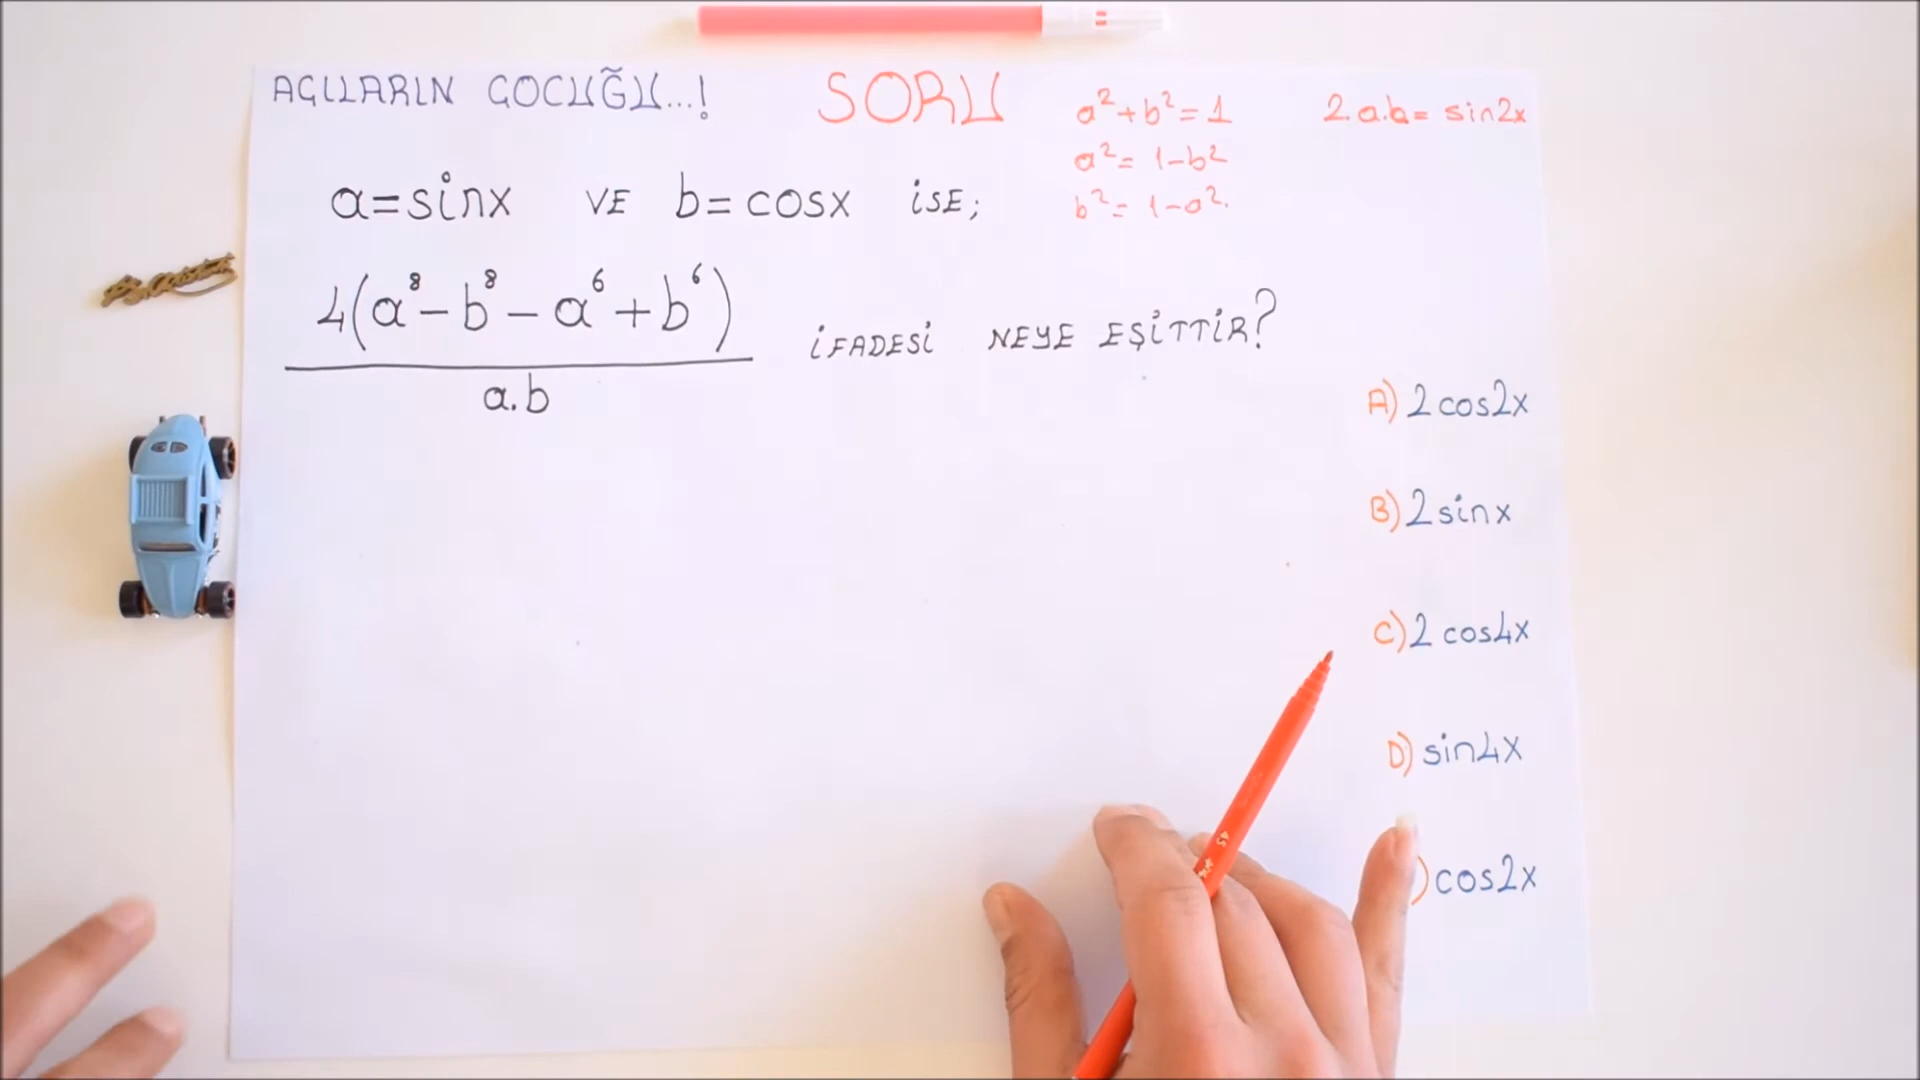 AÇILARIN ÇOCUĞU...!
SORU
a²+b²=1
a²= 1-b²
b²= 1-a².
2.a.b= sin2x
a=sinx VE b=cosx İSE;
4(a⁸-b⁸-a⁶+b⁶)
a.b
İFADESİ NEYE EŞİTTİR?
A) 2cos2x
B) 2sinx
C) 2cos4x
D) sin4x
) cos2x